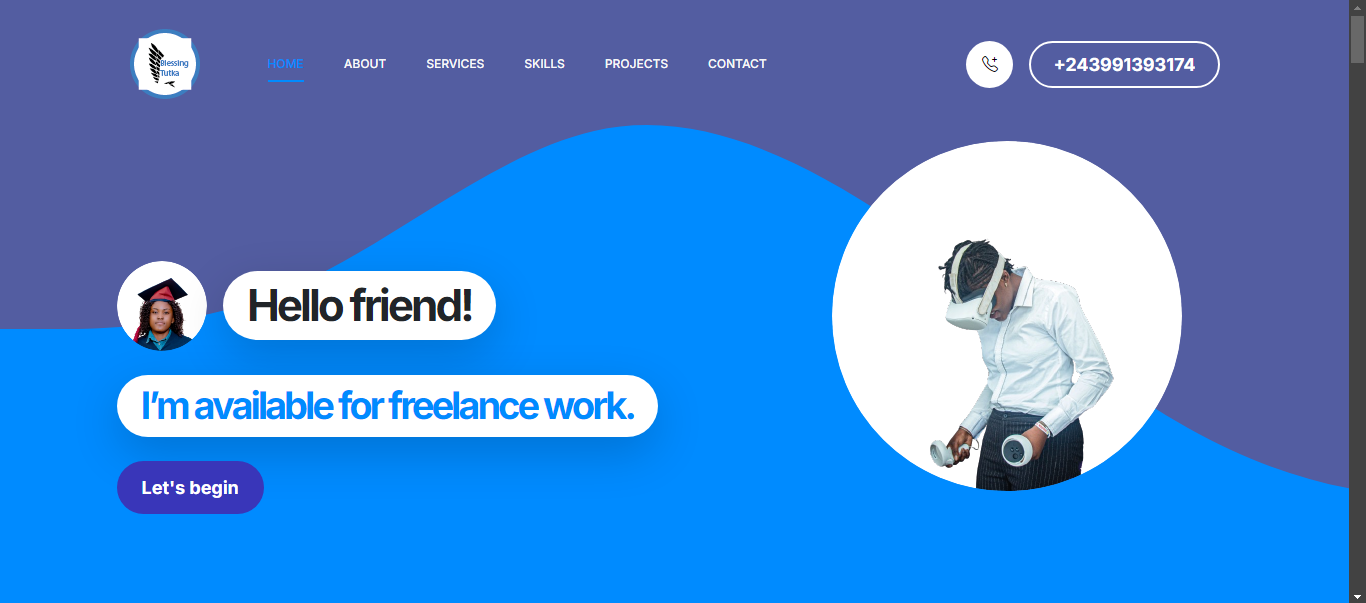 Blessing
Tutka
HOME ABOUT SERVICES SKILLS PROJECTS CONTACT
+243991393174
Hello friend!
I'm available for freelance work.
Let's begin